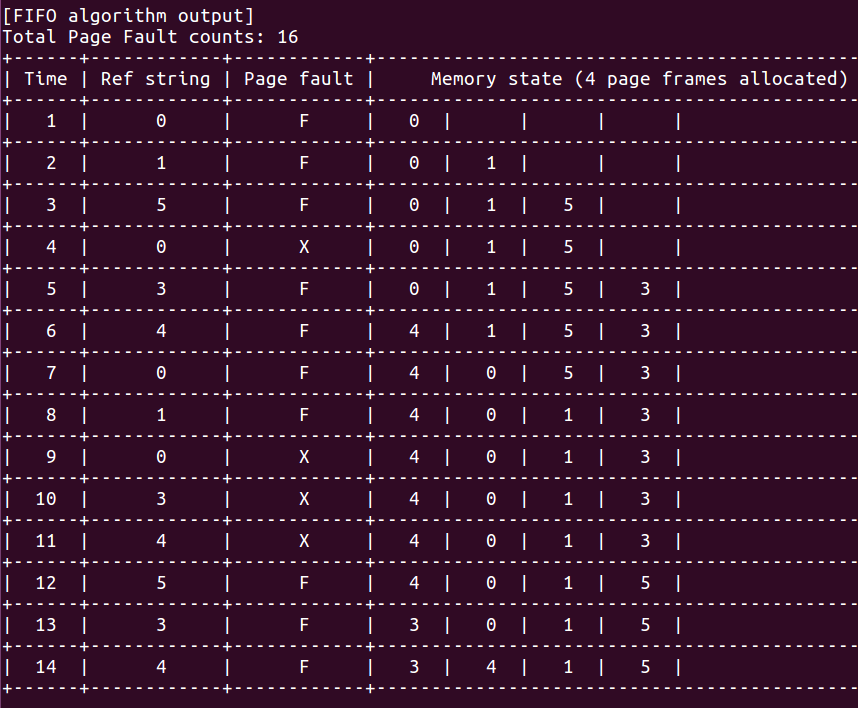 [FIFO algorithm output]
Total Page Fault counts: 16
+------+------------+------------+----------------------------------------
| Time | Ref string | Page fault |     Memory state (4 page frames allocated)
+------+------------+------------+----------------------------------------
|   1  |      0     |      F     |   0  |      |      |      |
+------+------------+------------+----------------------------------------
|   2  |      1     |      F     |   0  |   1  |      |      |
+------+------------+------------+----------------------------------------
|   3  |      5     |      F     |   0  |   1  |   5  |      |
+------+------------+------------+----------------------------------------
|   4  |      0     |      X     |   0  |   1  |   5  |      |
+------+------------+------------+----------------------------------------
|   5  |      3     |      F     |   0  |   1  |   5  |   3  |
+------+------------+------------+----------------------------------------
|   6  |      4     |      F     |   4  |   1  |   5  |   3  |
+------+------------+------------+----------------------------------------
|   7  |      0     |      F     |   4  |   0  |   5  |   3  |
+------+------------+------------+----------------------------------------
|   8  |      1     |      F     |   4  |   0  |   1  |   3  |
+------+------------+------------+----------------------------------------
|   9  |      0     |      X     |   4  |   0  |   1  |   3  |
+------+------------+------------+----------------------------------------
|  10  |      3     |      X     |   4  |   0  |   1  |   3  |
+------+------------+------------+----------------------------------------
|  11  |      4     |      X     |   4  |   0  |   1  |   3  |
+------+------------+------------+----------------------------------------
|  12  |      5     |      F     |   4  |   0  |   1  |   5  |
+------+------------+------------+----------------------------------------
|  13  |      3     |      F     |   3  |   0  |   1  |   5  |
+------+------------+------------+----------------------------------------
|  14  |      4     |      F     |   3  |   4  |   1  |   5  |
+------+------------+------------+----------------------------------------